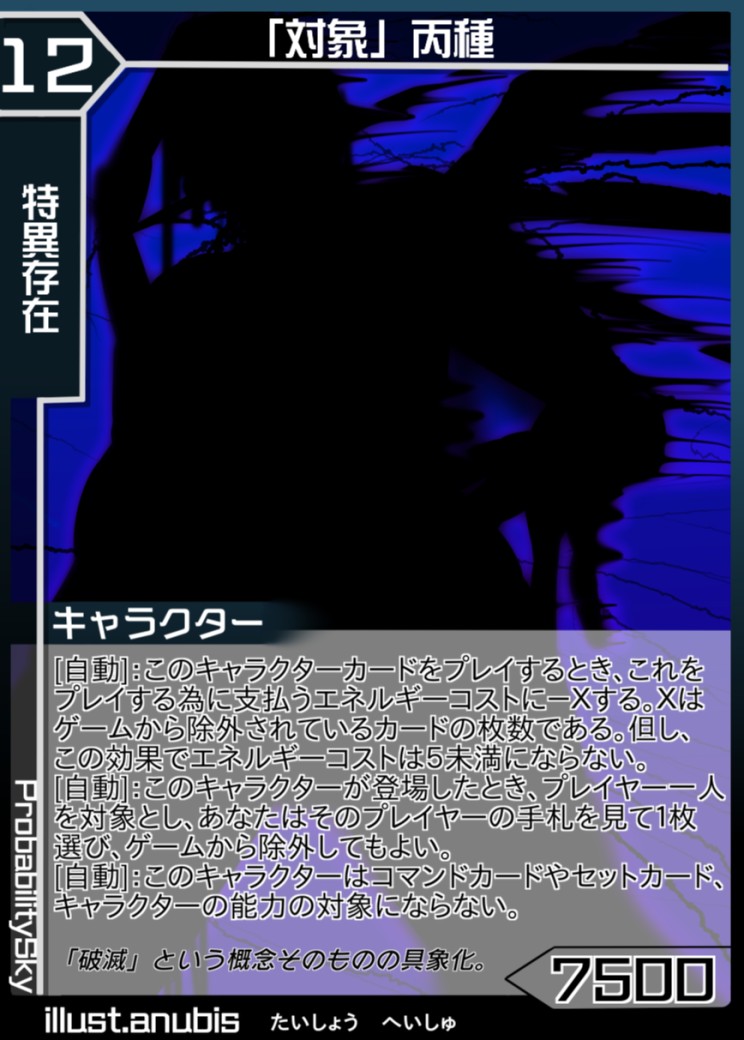 12
「対象」丙種
特異存在
キャラクター
[自動]:このキャラクターカードをプレイするとき、これを
プレイする為に支払うエネルギーコストに－Xする。Xは
ゲームから除外されているカードの枚数である。但し、
この効果でエネルギーコストは5未満にならない。
[自動]:このキャラクターが登場したとき、プレイヤー一人
を対象とし、あなたはそのプレイヤーの手札を見て1枚
選び、ゲームから除外してもよい。
[自動]:このキャラクターはコマンドカードやセットカード、
キャラクターの能力の対象にならない。
「破滅」という概念そのものの具象化。
7500
ProbabilitySky
illust.anubis たいしょう へいしゅ